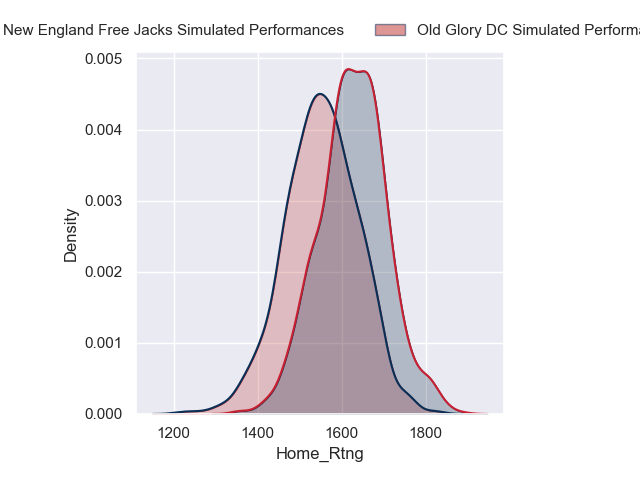 New England Free Jacks Simulated Performances
Old Glory DC Simulated
0.005
0.004
0.003
0.002
0.001
0.000
Density
1200
1400
1600
1800
Home_Rtng